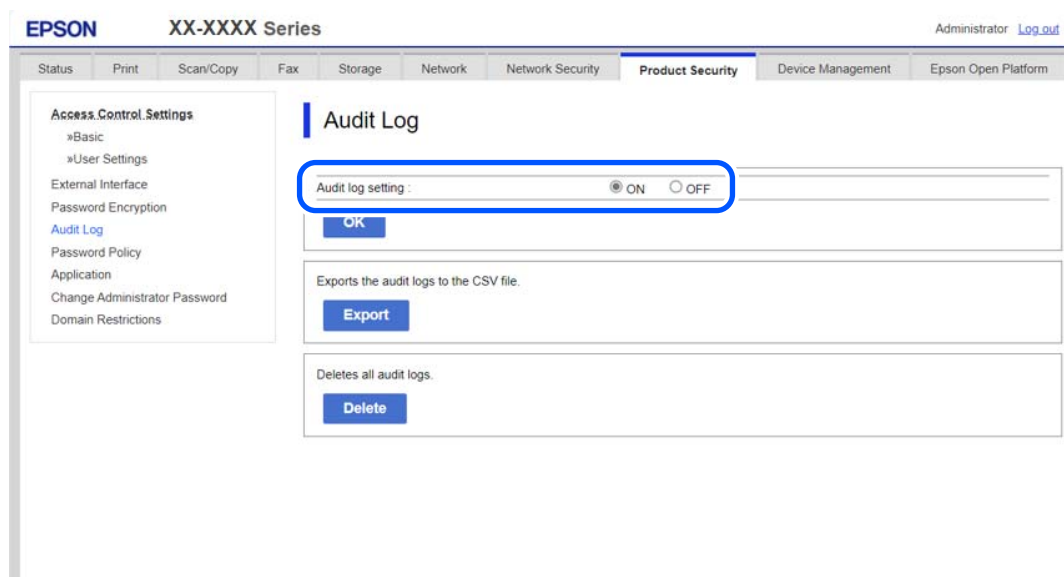 EPSON XX-XXXX Series Administrator Log out
Status Print Scan/Copy Fax Storage Network Network Security Product Security Device Management Epson Open Platform
Access Control Settings
»Basic
»User Settings
External Interface
Password Encryption
Audit Log
Password Policy
Application
Change Administrator Password
Domain Restrictions
Audit Log
Audit log setting : ON OFF
OK
Exports the audit logs to the CSV file.
Export
Deletes all audit logs.
Delete